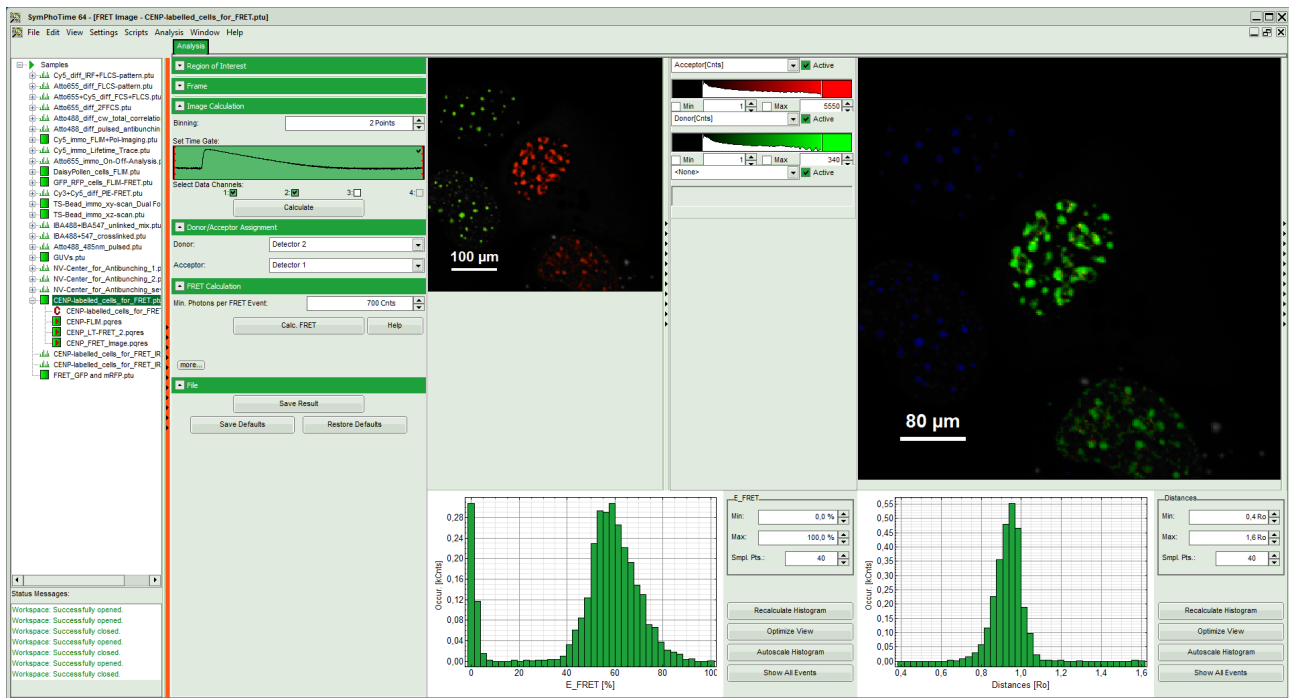 SymPhoTime 64 - [FRET Image - CENP-labelled_cells_for_FRET.ptu]
File Edit View Settings Scripts Analysis Window Help
Analysis
Samples
Cy5_diff_IRF+FLCS-pattern.ptu
Atto655_diff_FLCS-pattern.ptu
Atto655+Cy5_diff_FCS+FLCS.ptu
Atto655_diff_2FFCS.ptu
Atto488_diff_cw_total_correlatio
Atto488_diff_pulsed_antibunchin
Cy5_immo_FLIM+Pol-Imaging.ptu
Cy5_immo_Lifetime_Trace.ptu
Atto655_immo_On-Off-Analysis.p
DaisyPollen_cells_FLIM.ptu
GFP_RFP_cells_FLIM-FRET.ptu
Cy3+Cy5_diff_PIE-FRET.ptu
TS-Bead_immo_xy-scan_Dual Fo
TS-Bead_immo_xz-scan.ptu
IBA488+IBA547_unlinked_mix.ptu
IBA488+547_crosslinked.ptu
Atto488_485nm_pulsed.ptu
GUVs.ptu
NV-Center_for_Antibunching_1.p
NV-Center_for_Antibunching_2.p
NV-Center_for_Antibunching_sev
CENP-labelled_cells_for_FRET.ptu
CENP-labelled_cells_for_FRET
CENP-FLIM.pqres
CENP_LT-FRET_2.pqres
CENP_FRET_Image.pqres
CENP-labelled_cells_for_FRET_IR
CENP-labelled_cells_for_FRET_IR
FRET_GFP and mRFP.ptu
Status Messages:
Workspace: Successfully opened.
Workspace: Successfully opened.
Workspace: Successfully closed.
Workspace: Successfully opened.
Workspace: Successfully closed.
Workspace: Successfully opened.
Workspace: Successfully closed.
Region of Interest
Frame
Image Calculation
Binning: 2 Points
Set Time Gate:
Select Data Channels:
1: 2: 3: 4:
Calculate
Donor/Acceptor Assignment
Donor: Detector 2
Acceptor: Detector 1
FRET Calculation
Min. Photons per FRET Event: 700 Cnts
Calc. FRET Help
more...
File
Save Result
Save Defaults Restore Defaults
100 µm
Acceptor[Cnts] Active
Min 1 Max 5550
Donor[Cnts] Active
Min 1 Max 340
<None> Active
80 µm
Occur. [kCnts]
0,28
0,24
0,20
0,16
0,12
0,08
0,04
0,00
0 20 40 60 80 100
E_FRET [%]
E_FRET
Min: 0,0 %
Max: 100,0 %
Smpl. Pts.: 40
Recalculate Histogram
Optimize View
Autoscale Histogram
Show All Events
Occur. [kCnts]
0,55
0,50
0,45
0,40
0,35
0,30
0,25
0,20
0,15
0,10
0,05
0,00
0,4 0,6 0,8 1,0 1,2 1,4 1,6
Distances [Ro]
Distances
Min: 0,4 Ro
Max: 1,6 Ro
Smpl. Pts.: 40
Recalculate Histogram
Optimize View
Autoscale Histogram
Show All Events